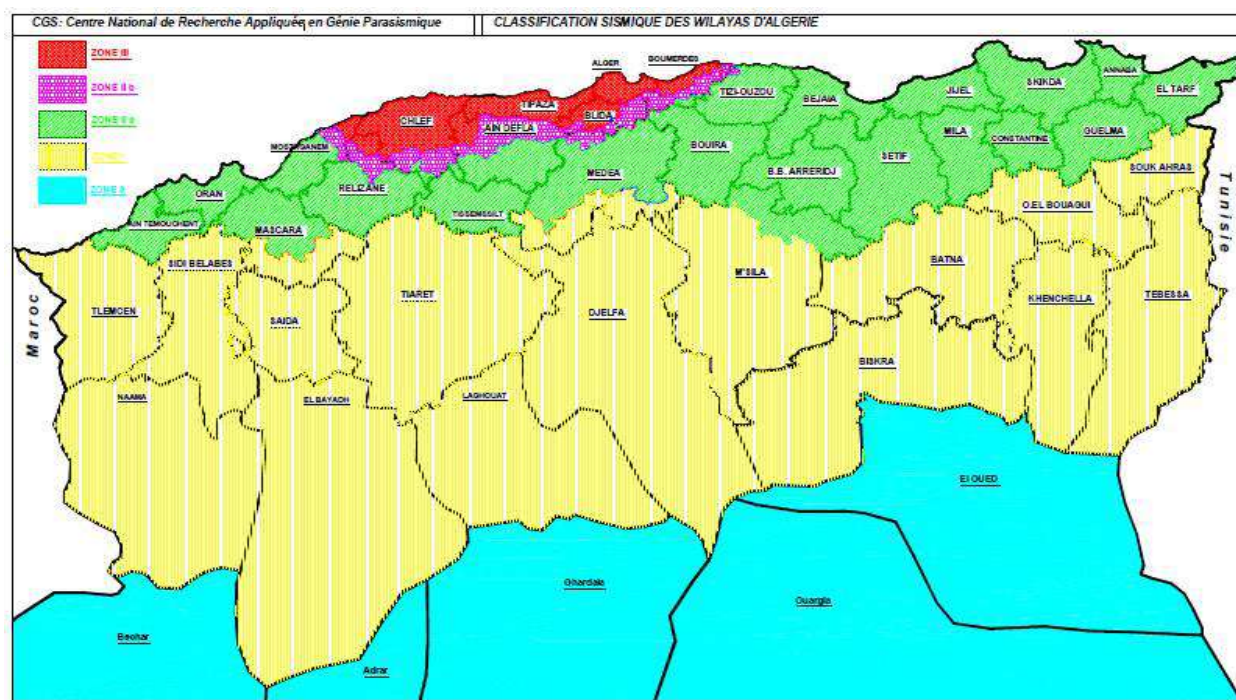 CGS: Centre National de Recherche Appliquée en Génie Parasismique
CLASSIFICATION SISMIQUE DES WILAYAS D'ALGERIE
ZONE III
ZONE II b
ZONE II a
ALGER
BOUMERDES
TIPAZA
CHLEF
BLIDA
AIN DEFLA
TIZI-OUZOU
BEJAIA
JIJEL
SKIKDA
ANNABA
EL TARF
MOSTAGANEM
RELIZANE
MEDEA
BOUIRA
SETIF
MILA
CONSTANTINE
GUELMA
ORAN
B.B. ARRERIDJ
SOUK AHRAS
AIN TEMOUCHENT
MASCARA
TISSEMSSILT
O.EL BOUAGUI
Tunisie
SIDI BELABES
M'SILA
BATNA
TLEMCEN
SAIDA
TIARET
DJELFA
KHENCHELLA
TEBESSA
Maroc
BISKRA
NAAMA
EL BAYADH
LAGHOUAT
El OUED
Ghardaia
Ouargla
Bechar
Adrar